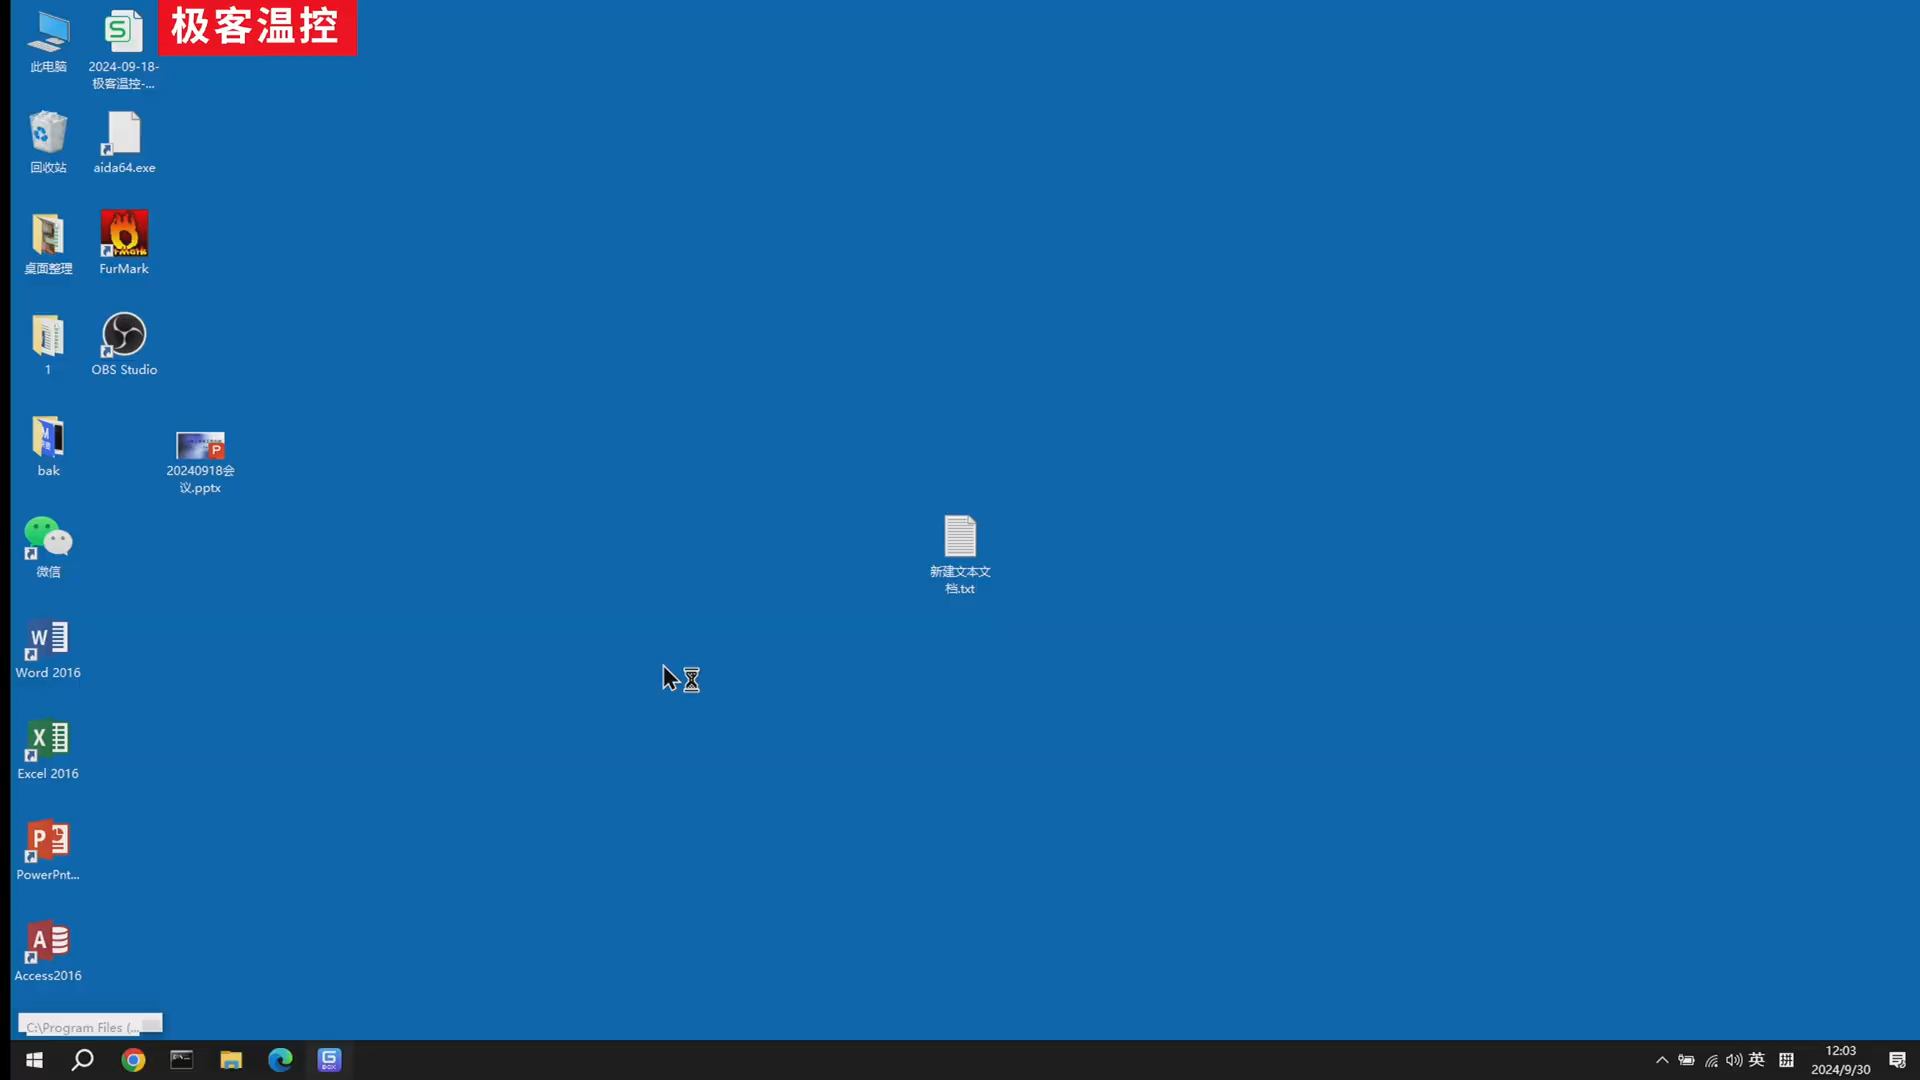 极客温控
此电脑
2024-09-18-
极客温控-...
回收站
aida64.exe
桌面整理
FurMark
1
OBS Studio
bak
20240918会
议.pptx
微信
新建文本文
档.txt
Word 2016
Excel 2016
PowerPnt...
Access2016
C:\Program Files (...
英
拼
12:03
2024/9/30